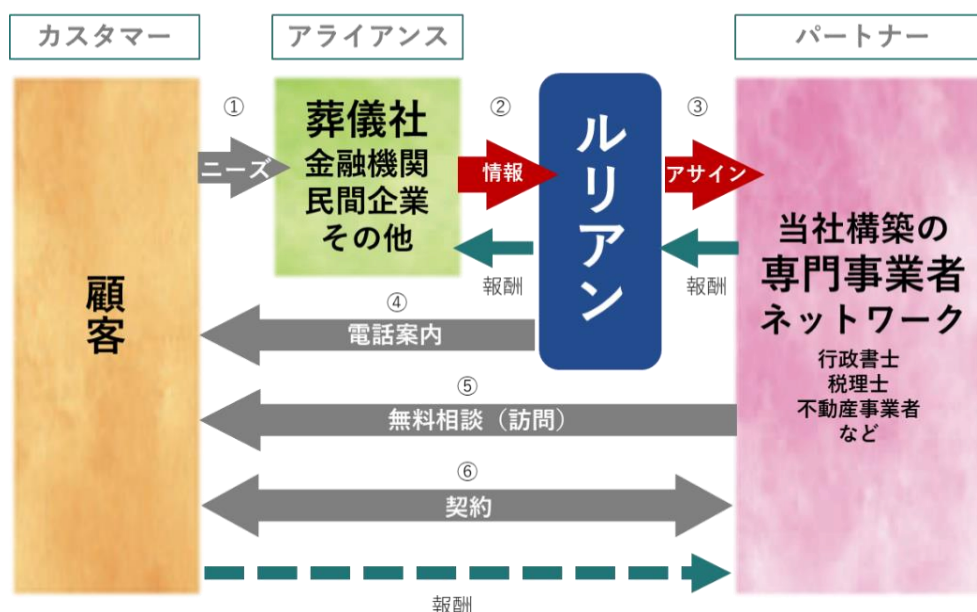 カスタマー
アライアンス
パートナー
①
ニーズ
葬儀社
金融機関
民間企業
その他
②
情報
報酬
ルリアン
③
アサイン
報酬
顧客
④
電話案内
⑤
無料相談（訪問）
⑥
契約
報酬
当社構築の
専門事業者
ネットワーク
行政書士
税理士
不動産事業者
など